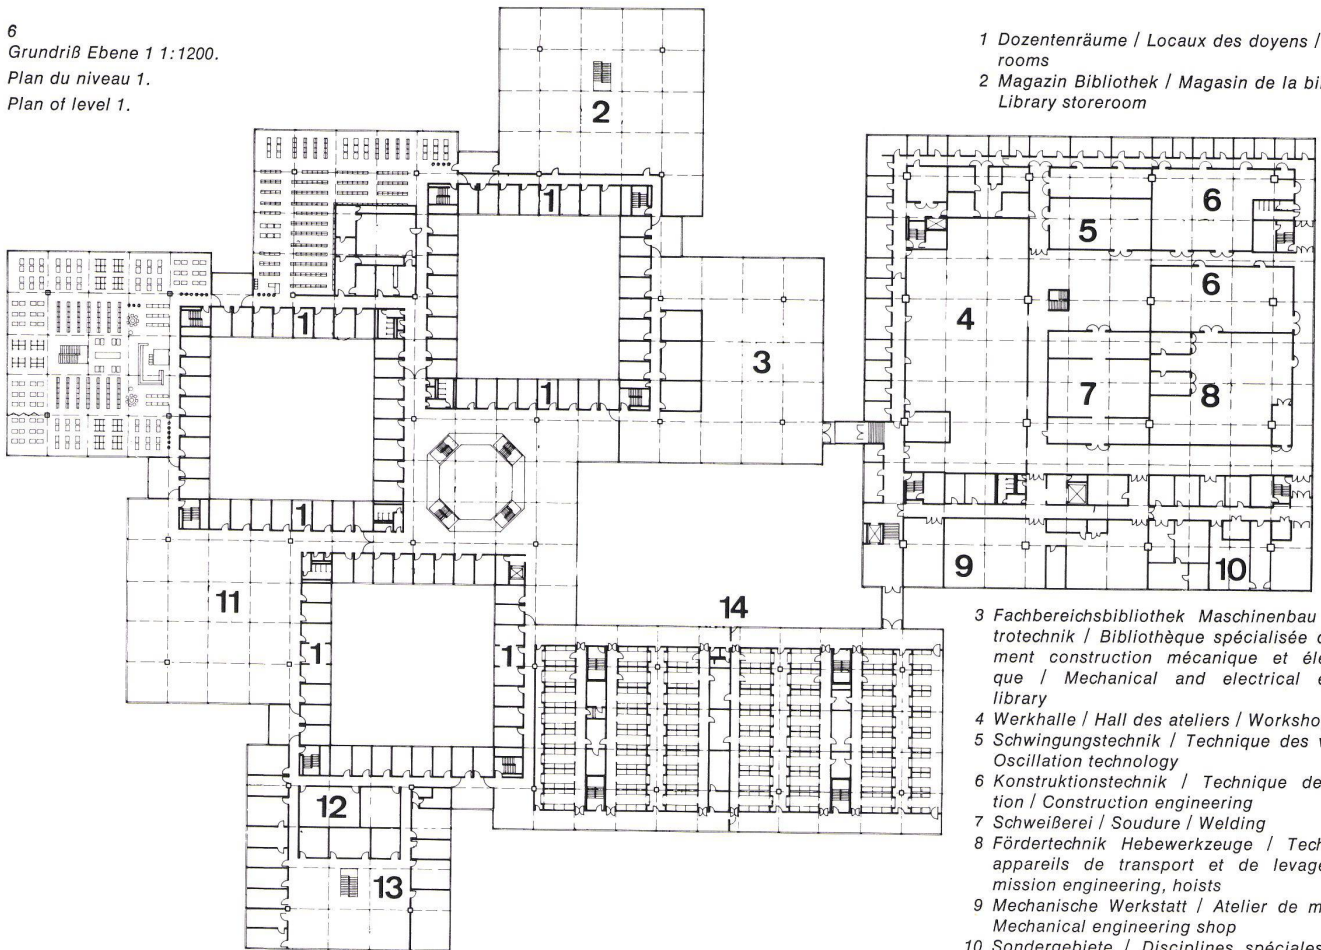 6
Grundriß Ebene 1 1:1200.
Plan du niveau 1.
Plan of level 1.
1 Dozentenräume / Locaux des doyens /
rooms
2 Magazin Bibliothek / Magasin de la
Library storeroom
2
1
6
5
1
6
4
3
1
7
8
1
9
10
11
14
1
1
12
13
3 Fachbereichsbibliothek Maschinenbau
trotechnik / Bibliothèque spécialisée
ment construction mécanique et
que / Mechanical and electrical
library
4 Werkhalle / Hall des ateliers /
5 Schwingungstechnik / Technique des
Oscillation technology
6 Konstruktionstechnik / Technique de
tion / Construction engineering
7 Schweißerei / Soudure / Welding
8 Fördertechnik Hebewerkzeuge /
appareils de transport et de levage
mission engineering, hoists
9 Mechanische Werkstatt / Atelier de
Mechanical engineering shop
10 Sondergebiete / Disciplines spéciales